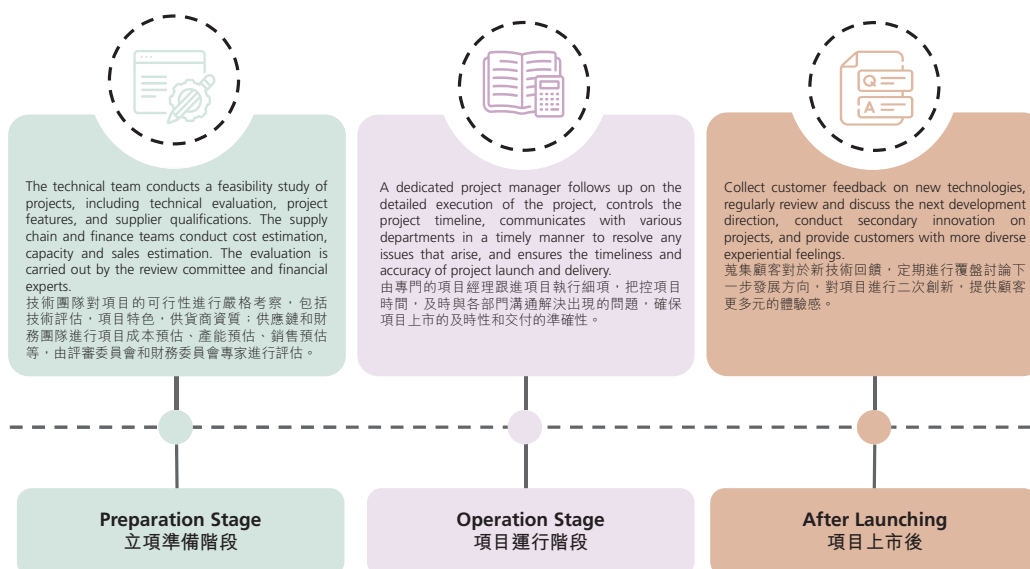 The technical team conducts a feasibility study of
projects, including technical evaluation, project
features, and supplier qualifications. The supply
chain and finance teams conduct cost estimation,
capacity and sales estimation. The evaluation is
carried out by the review committee and financial
experts.
技術團隊對項目的可行性進行嚴格考察，包括
技術評估，項目特色，供貨商資質；供應鏈和財
務團隊進行項目成本預估、產能預估、銷售預估
等，由評審委員會和財務委員會專家進行評估。
A dedicated project manager follows up on the
detailed execution of the project, controls the
project timeline, communicates with various
departments in a timely manner to resolve any
issues that arise, and ensures the timeliness and
accuracy of project launch and delivery.
由專門的項目經理跟進項目執行細項，把控項目
時間，及時與各部門溝通解決出現的問題，確保
項目上市的及時性和交付的準確性。
Q
A
Collect customer feedback on new technologies,
regularly review and discuss the next development
direction, conduct secondary innovation on
projects, and provide customers with more diverse
experiential feelings.
蒐集顧客對於新技術回饋，定期進行覆盤討論下
一步發展方向，對項目進行二次創新，提供顧客
更多元的體驗感。
Preparation Stage
立項準備階段
Operation Stage
項目運行階段
After Launching
項目上市後